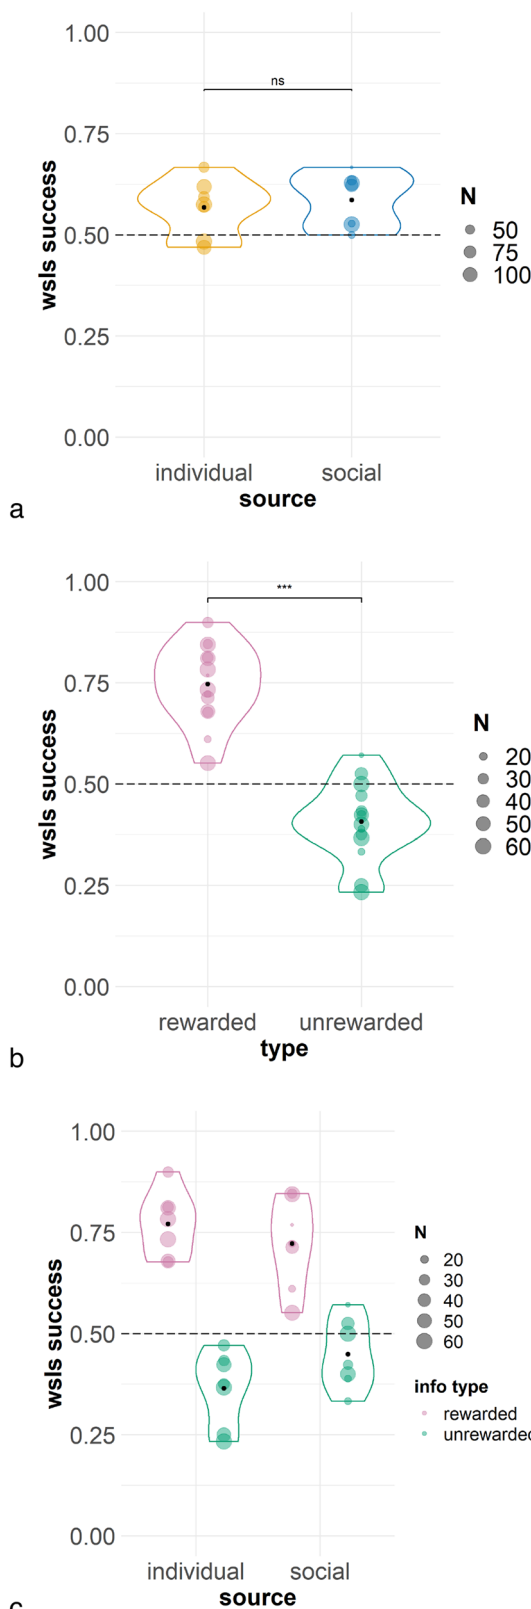 1.00
ns
0.75
wsls success
N
50
0.50
75
100
0.25
0.00
individual social
source
a
1.00
***
0.75
wsls success
N
20
0.50
30
40
50
0.25
60
0.00
rewarded unrewarded
type
b
1.00
0.75
wsls success
N
20
30
0.50
40
50
60
info type
rewarded
unrewarded
0.25
0.00
individual social
source
c